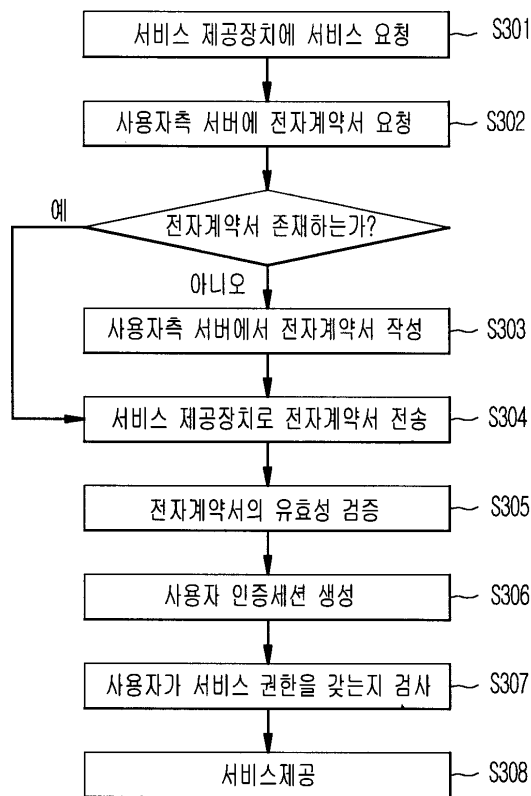 서비스 제공장치에 서비스 요청 S301
사용자측 서버에 전자계약서 요청 S302
예
전자계약서 존재하는가?
아니오
사용자측 서버에서 전자계약서 작성 S303
서비스 제공장치로 전자계약서 전송 S304
전자계약서의 유효성 검증 S305
사용자 인증세션 생성 S306
사용자가 서비스 권한을 갖는지 검사 S307
서비스제공 S308